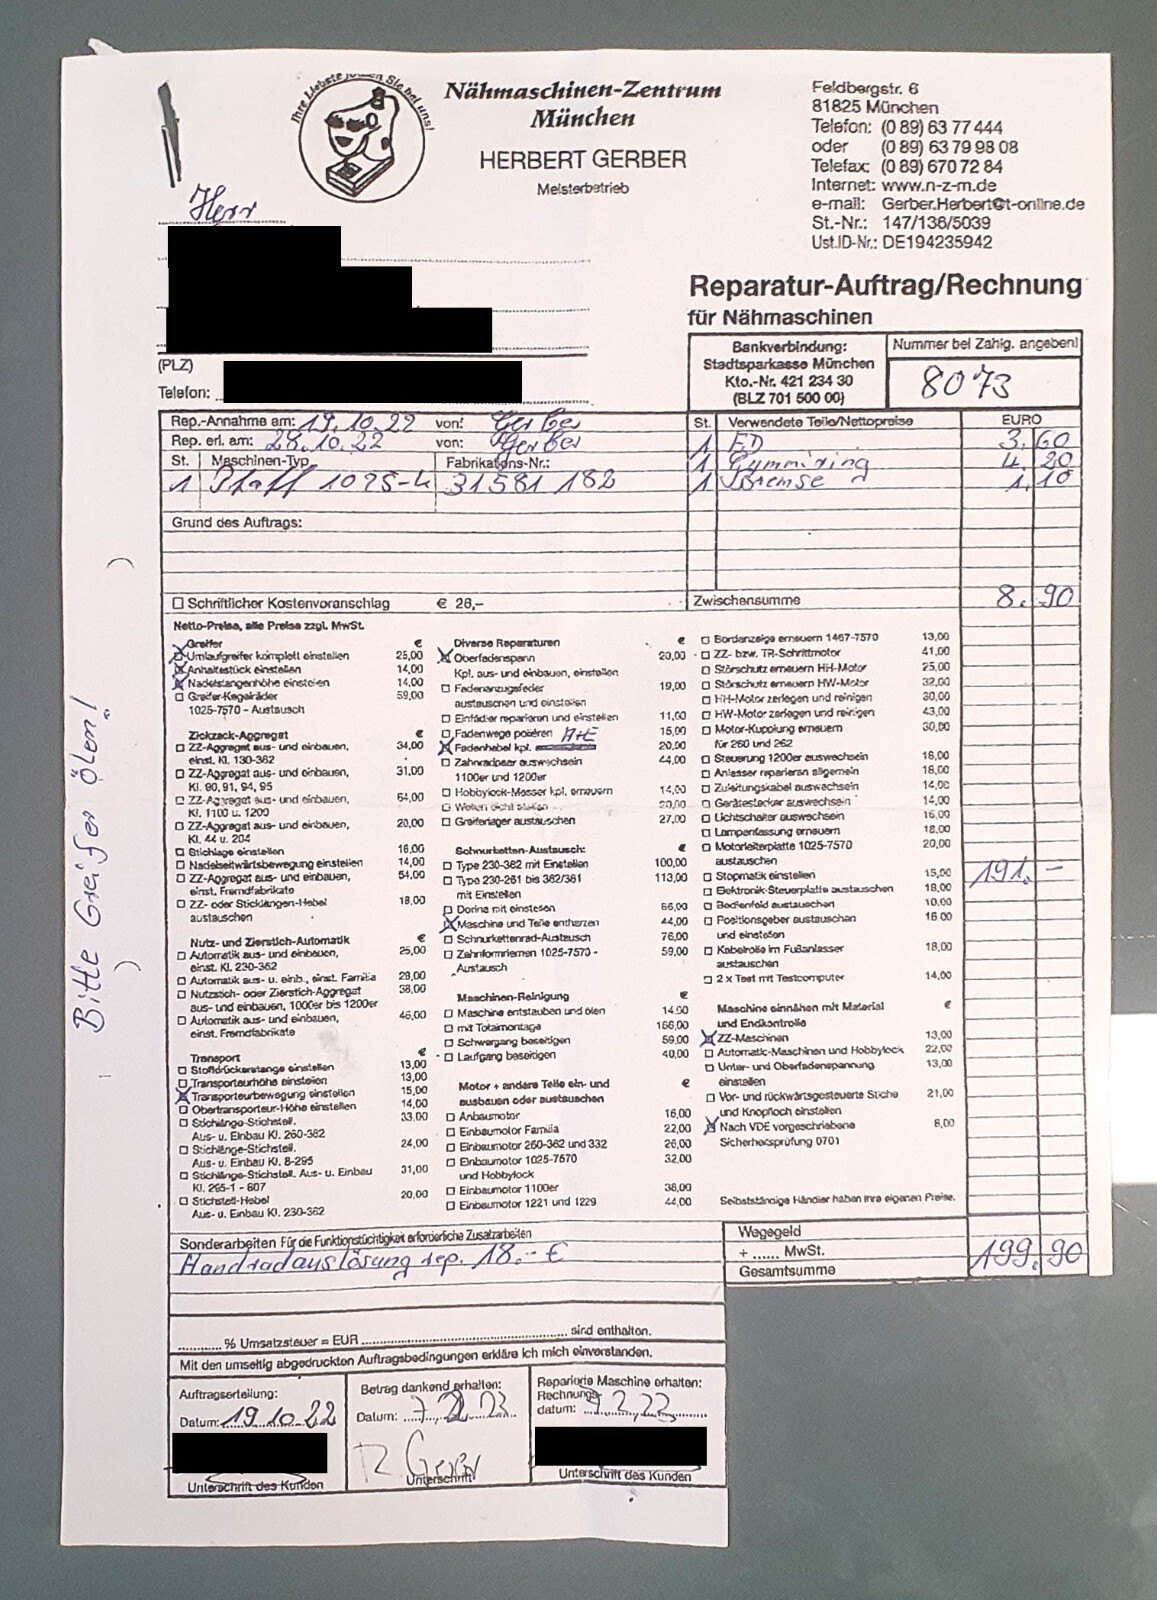 Ihre Liebste
Sie bei uns!
Nähmaschinen-Zentrum
München
HERBERT GERBER
Meisterbetrieb
Feldbergstr. 6
81825 München
Telefon: (0 89) 63 77 444
oder (0 89) 63 79 98 08
Telefax: (0 89) 670 72 84
Internet: www.n-z-m.de
e-mail: Gerber.Herbert@t-online.de
St.-Nr.: 147/136/5039
Ust.ID-Nr.: DE194235942
Herr
(PLZ)
Telefon:
Reparatur-Auftrag/Rechnung
für Nähmaschinen
Bankverbindung:
Stadtsparkasse München
Kto.-Nr. 421 234 30
(BLZ 701 500 00)
Nummer bei Zahlg. angeben!
8073
Rep.-Annahme am: 19.10.22 von: Gerber
Rep. erl. am: 28.10.22 von: Gerber
St. Maschinen-Typ Fabrikations-Nr.:
1 Pfaff 1025-h 31581 182
Grund des Auftrags:
St. Verwendete Teile/Nettopreise EURO
1 FD 3.60
1 Gummiring 4.20
1 Bremse 1.10
Schriftlicher Kostenvoranschlag € 26,–
Zwischensumme 8.90
Netto-Preise, alle Preise zzgl. MwSt.
Greifer €
Umlaufgreifer komplett einstellen 25,00
Anhaltestück einstellen 14,00
Nadelstangenhöhe einstellen 14,00
Greifer-Kegelräder 59,00
1025-7570 - Austausch
Zickzack-Aggregat €
ZZ-Aggregat aus- und einbauen, 34,00
einst. Kl. 130-362
ZZ-Aggregat aus- und einbauen, 31,00
Kl. 90, 91, 94, 95
ZZ-Aggregat aus- und einbauen, 64,00
Kl. 1100 u. 1200
ZZ-Aggregat aus- und einbauen, 20,00
Kl. 44 u. 204
Stichlage einstellen 16,00
Nadelseitwärtsbewegung einstellen 14,00
ZZ-Aggregat aus- und einbauen, 54,00
einst. Fremdfabrikate
ZZ- oder Sticklängen-Hebel 18,00
austauschen
Nutz- und Zierstich-Automatik €
Automatik aus- und einbauen, 25,00
einst. Kl. 230-362
Automatik aus- u. einb., einst. Familia 29,00
Nutzstich- oder Zierstich-Aggregat 38,00
aus- und einbauen, 1000er bis 1200er
Automatik aus- und einbauen, 46,00
einst. Fremdfabrikate
Transport €
Stoffdrückerstange einstellen 13,00
Transporteurhöhe einstellen 13,00
Transporteurbewegung einstellen 15,00
Obertransporteur-Höhe einstellen 14,00
Stichlänge-Stichstell. 33,00
Aus- u. Einbau Kl. 260-362
Stichlänge-Stichstell. 24,00
Aus- u. Einbau Kl. 8-295
Stichlänge-Stichstell. Aus- u. Einbau 31,00
Kl. 265-1 - 807
Stichstell-Hebel 20,00
Aus- u. Einbau Kl. 230-362
Diverse Reparaturen €
Oberfadenspann 20,00
Kpl. aus- und einbauen, einstellen
Fadenanzugsfeder 19,00
austauschen und einstellen
Einfädler reparieren und einstellen 11,00
Fadenwege polieren 15,00
A+E
Fadenhebel kpl. 20,00
Zahnradpaar auswechseln 44,00
1100er und 1200er
Hobbylock-Messer kpl. erneuern 14,00
Wellen dicht stellen 20,00
Greiferlager austauschen 27,00
Schnurketten-Austausch: €
Type 230-362 mit Einstellen 100,00
Type 230-261 bis 362/361 113,00
mit Einstellen
Dorina mit einstellen 66,00
Maschine und Teile entharzen 44,00
Schnurkettenrad-Austausch 76,00
Zahnriemen 1025-7570 - 59,00
Austausch
Maschinen-Reinigung €
Maschine entstauben und ölen 14,00
mit Totalmontage 166,00
Schwergang beseitigen 59,00
Laufgang beseitigen 40,00
Motor + andere Teile ein- und €
ausbauen oder austauschen
Anbaumotor 16,00
Einbaumotor Familia 22,00
Einbaumotor 260-362 und 332 26,00
Einbaumotor 1025-7570 32,00
und Hobbylock
Einbaumotor 1100er 38,00
Einbaumotor 1221 und 1229 44,00
Bordanzeige erneuern 1467-7570 13,00
ZZ- bzw. TR-Schrittmotor 41,00
Störschutz erneuern HH-Motor 25,00
Störschutz erneuern HW-Motor 32,00
HH-Motor zerlegen und reinigen 30,00
HW-Motor zerlegen und reinigen 43,00
Motor-Kupplung erneuern 30,00
für 260 und 262
Steuerung 1200er auswechseln 16,00
Anlasser reparieren allgemein 18,00
Zuleitungskabel auswechseln 14,00
Gerätestecker auswechseln 14,00
Lichtschalter auswechseln 16,00
Lampenfassung erneuern 18,00
Motorleiterplatte 1025-7570 20,00
austauschen
Stopmatik einstellen 15,00
Elektronik-Steuerplatte austauschen 18,00
Bedienfeld austauschen 10,00
Positionsgeber austauschen 16,00
und einstellen
Kabelrolle im Fußanlasser 18,00
austauschen
2 x Test mit Testcomputer 14,00
Maschine einnähen mit Material €
und Endkontrolle
ZZ-Maschinen 13,00
Automatic-Maschinen und Hobbylock 22,00
Unter- und Oberfadenspannung 13,00
einstellen
Vor- und rückwärtsgesteuerte Stiche 21,00
und Knopfloch einstellen
Nach VDE vorgeschriebene 8,00
Sicherheitsprüfung 0701
Selbstständige Händler haben ihre eigenen Preise.
191.-
Sonderarbeiten Für die Funktionstüchtigkeit erforderliche Zusatzarbeiten
Handradauslösung rep. 18.- €
Wegegeld
+ ...... MwSt. 199.90
Gesamtsumme
.......... % Umsatzsteuer = EUR .......... sind enthalten.
Mit den umseitig abgedruckten Auftragsbedingungen erkläre ich mich einverstanden.
Auftragserteilung:
Datum: 19.10.22
Unterschrift des Kunden
Betrag dankend erhalten:
Datum: 7.2.23
R. Gerber
Unterschrift
Reparierte Maschine erhalten:
Rechnungs-
datum: 9.2.23
Unterschrift des Kunden
Bitte Greifer Ölen!